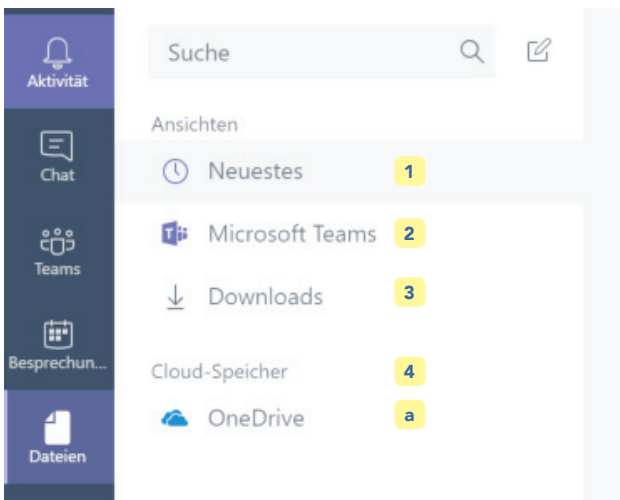 Aktivität
Chat
Teams
Besprechun...
Dateien
Suche
Ansichten
Neuestes 1
Microsoft Teams 2
Downloads 3
Cloud-Speicher 4
OneDrive a